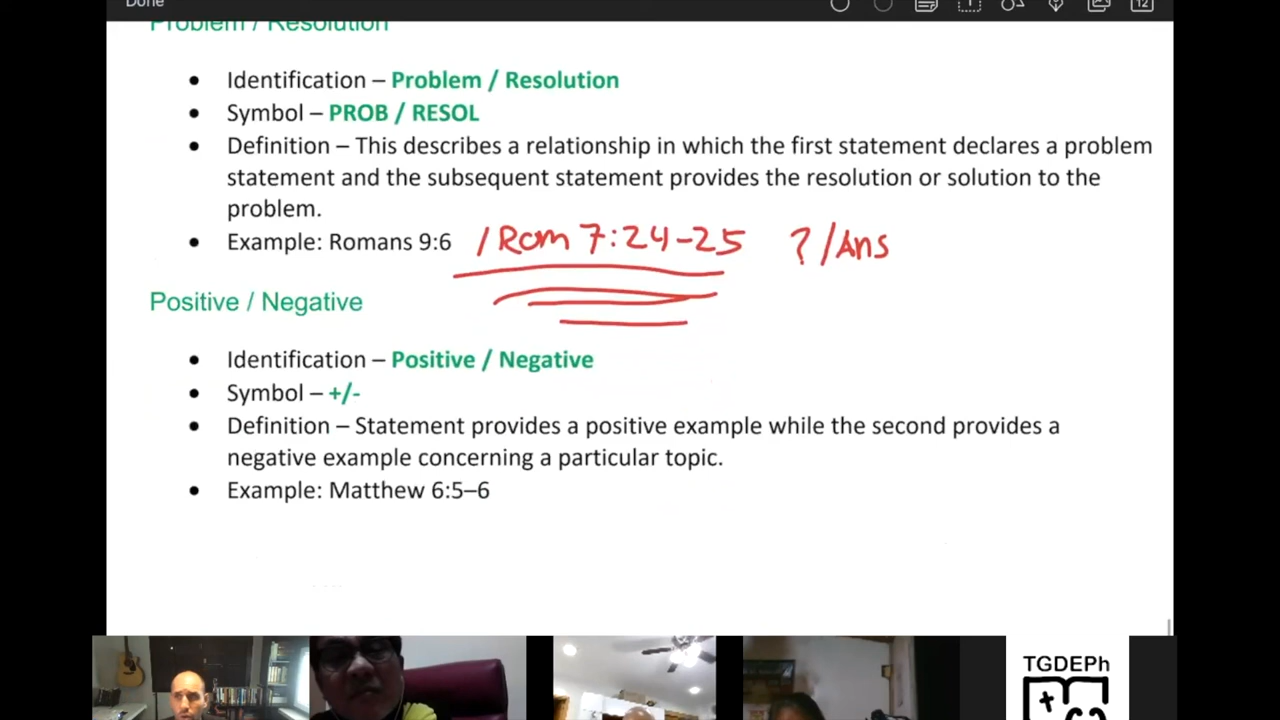 Done
Problem / Resolution
• Identification – Problem / Resolution
• Symbol – PROB / RESOL
• Definition – This describes a relationship in which the first statement declares a problem
statement and the subsequent statement provides the resolution or solution to the
problem.
• Example: Romans 9:6 / Rom 7:24-25 ? / Ans
Positive / Negative
• Identification – Positive / Negative
• Symbol – +/-
• Definition – Statement provides a positive example while the second provides a
negative example concerning a particular topic.
• Example: Matthew 6:5–6
TGDEPh